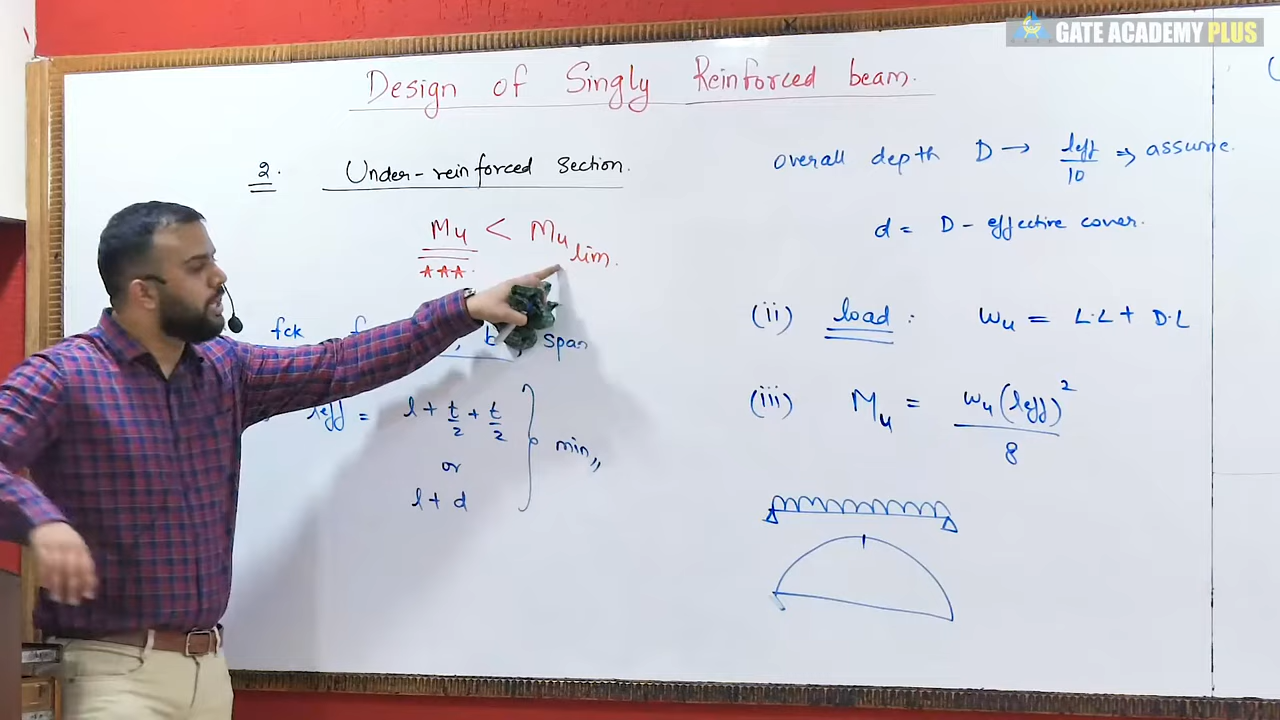 GATE ACADEMY PLUS
Design of Singly Reinforced beam.
2. Under-reinforced section.
Mu < Mu lim.
***
fck
span
leff = l + t/2 + t/2
or
l + d
min,,
overall depth D → leff/10 ⇒ assume.
d = D - effective cover.
(ii) load : wu = L.L + D.L
(iii) Mu = wu(leff)²/8